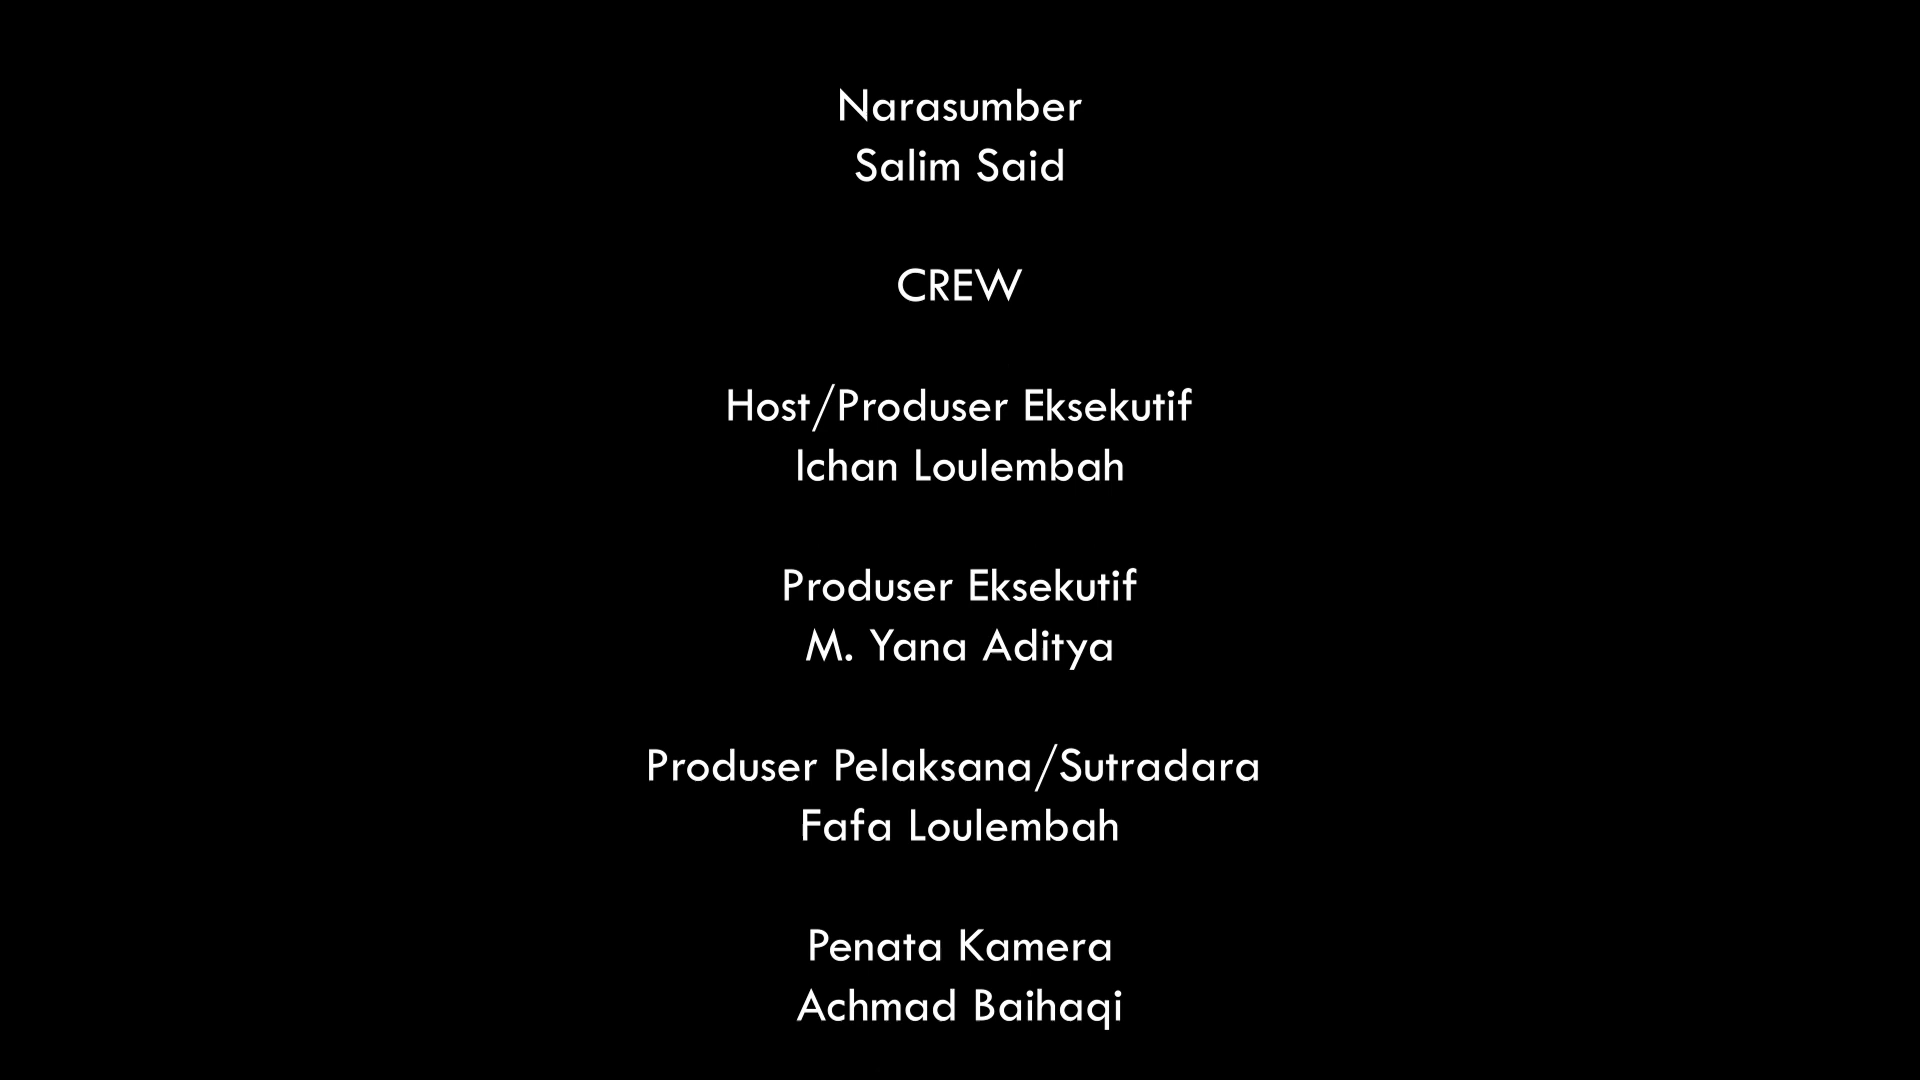 Narasumber
Salim Said
CREW
Host/Produser Eksekutif
Ichan Loulembah
Produser Eksekutif
M. Yana Aditya
Produser Pelaksana/Sutradara
Fafa Loulembah
Penata Kamera
Achmad Baihaqi